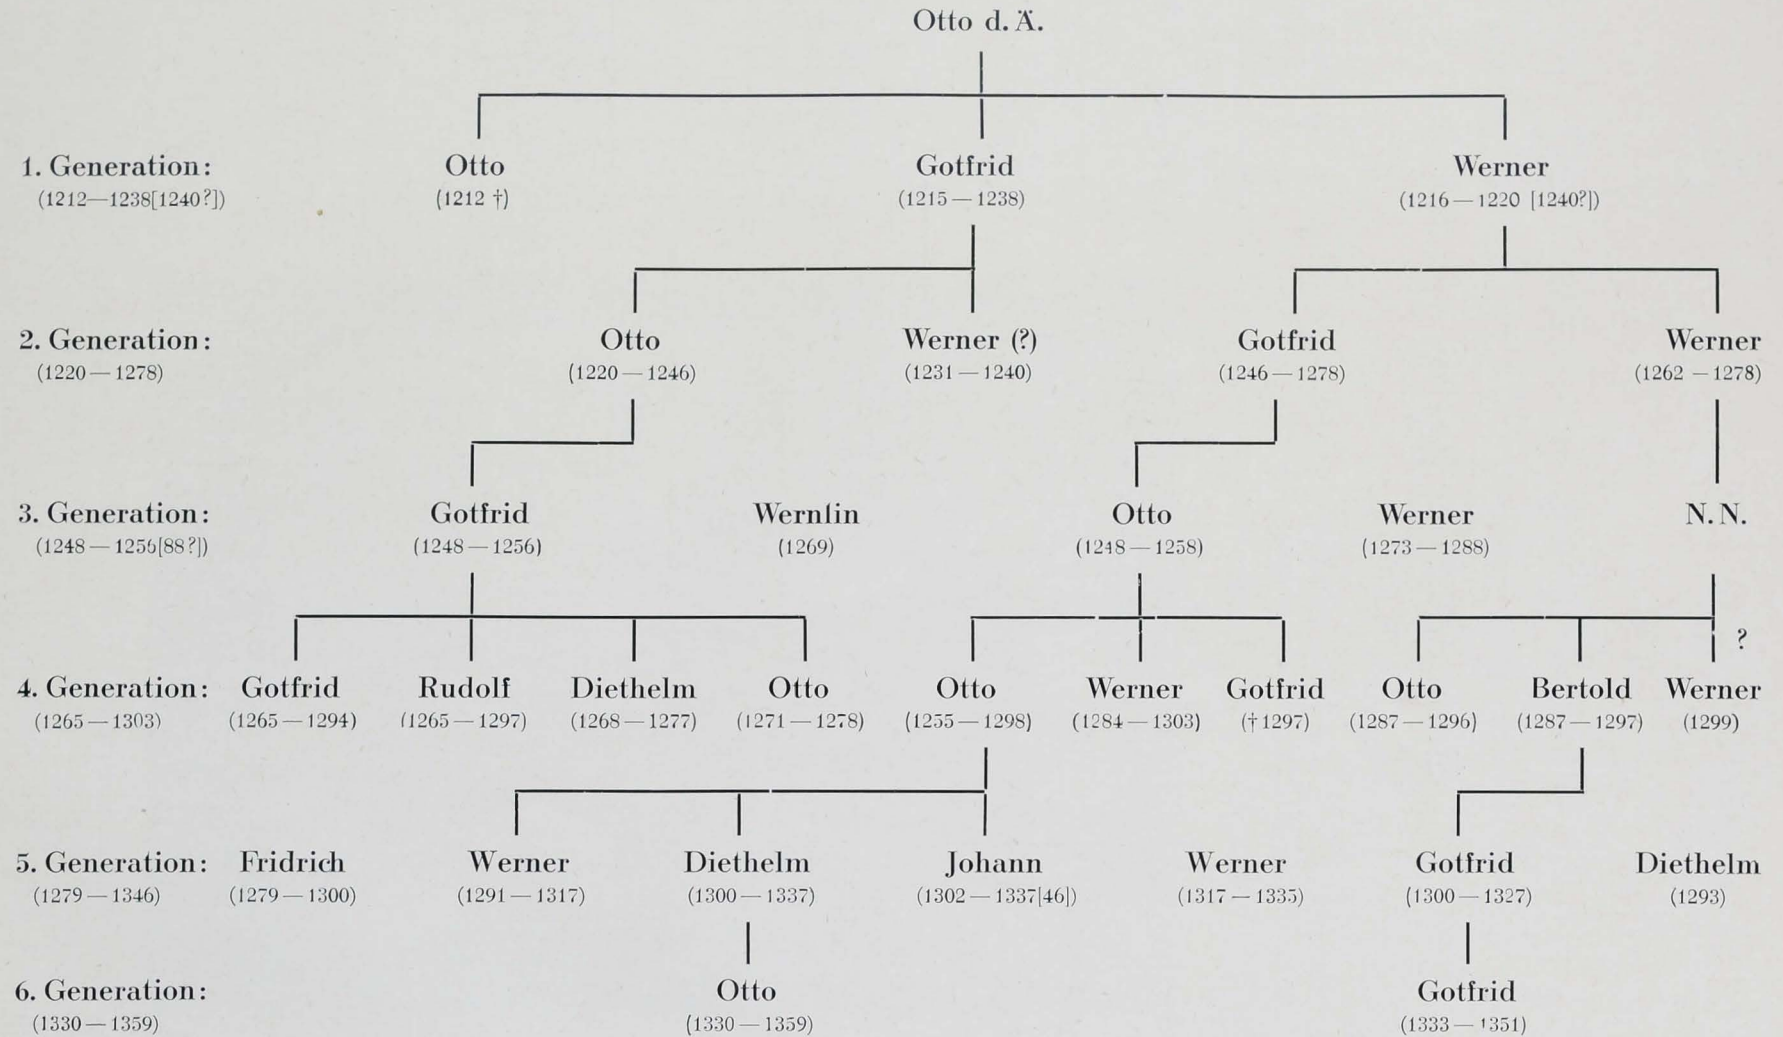 Otto d. Ä.
1. Generation: Otto Gotfrid Werner
(1212—1238[1240?]) (1212 †) (1215—1238) (1216—1220 [1240?])
2. Generation: Otto Werner (?) Gotfrid Werner
(1220—1278) (1220—1246) (1231—1240) (1246—1278) (1262—1278)
3. Generation: Gotfrid Wernlin Otto Werner N. N.
(1248—1256[88?]) (1248—1256) (1269) (1248—1258) (1273—1288)
?
4. Generation: Gotfrid Rudolf Diethelm Otto Otto Werner Gotfrid Otto Bertold Werner
(1265—1303) (1265—1294) (1265—1297) (1268—1277) (1271—1278) (1255—1298) (1284—1303) († 1297) (1287—1296) (1287—1297) (1299)
5. Generation: Fridrich Werner Diethelm Johann Werner Gotfrid Diethelm
(1279—1346) (1279—1300) (1291—1317) (1300—1337) (1302—1337[46]) (1317—1335) (1300—1327) (1293)
6. Generation: Otto Gotfrid
(1330—1359) (1330—1359) (1333—1351)